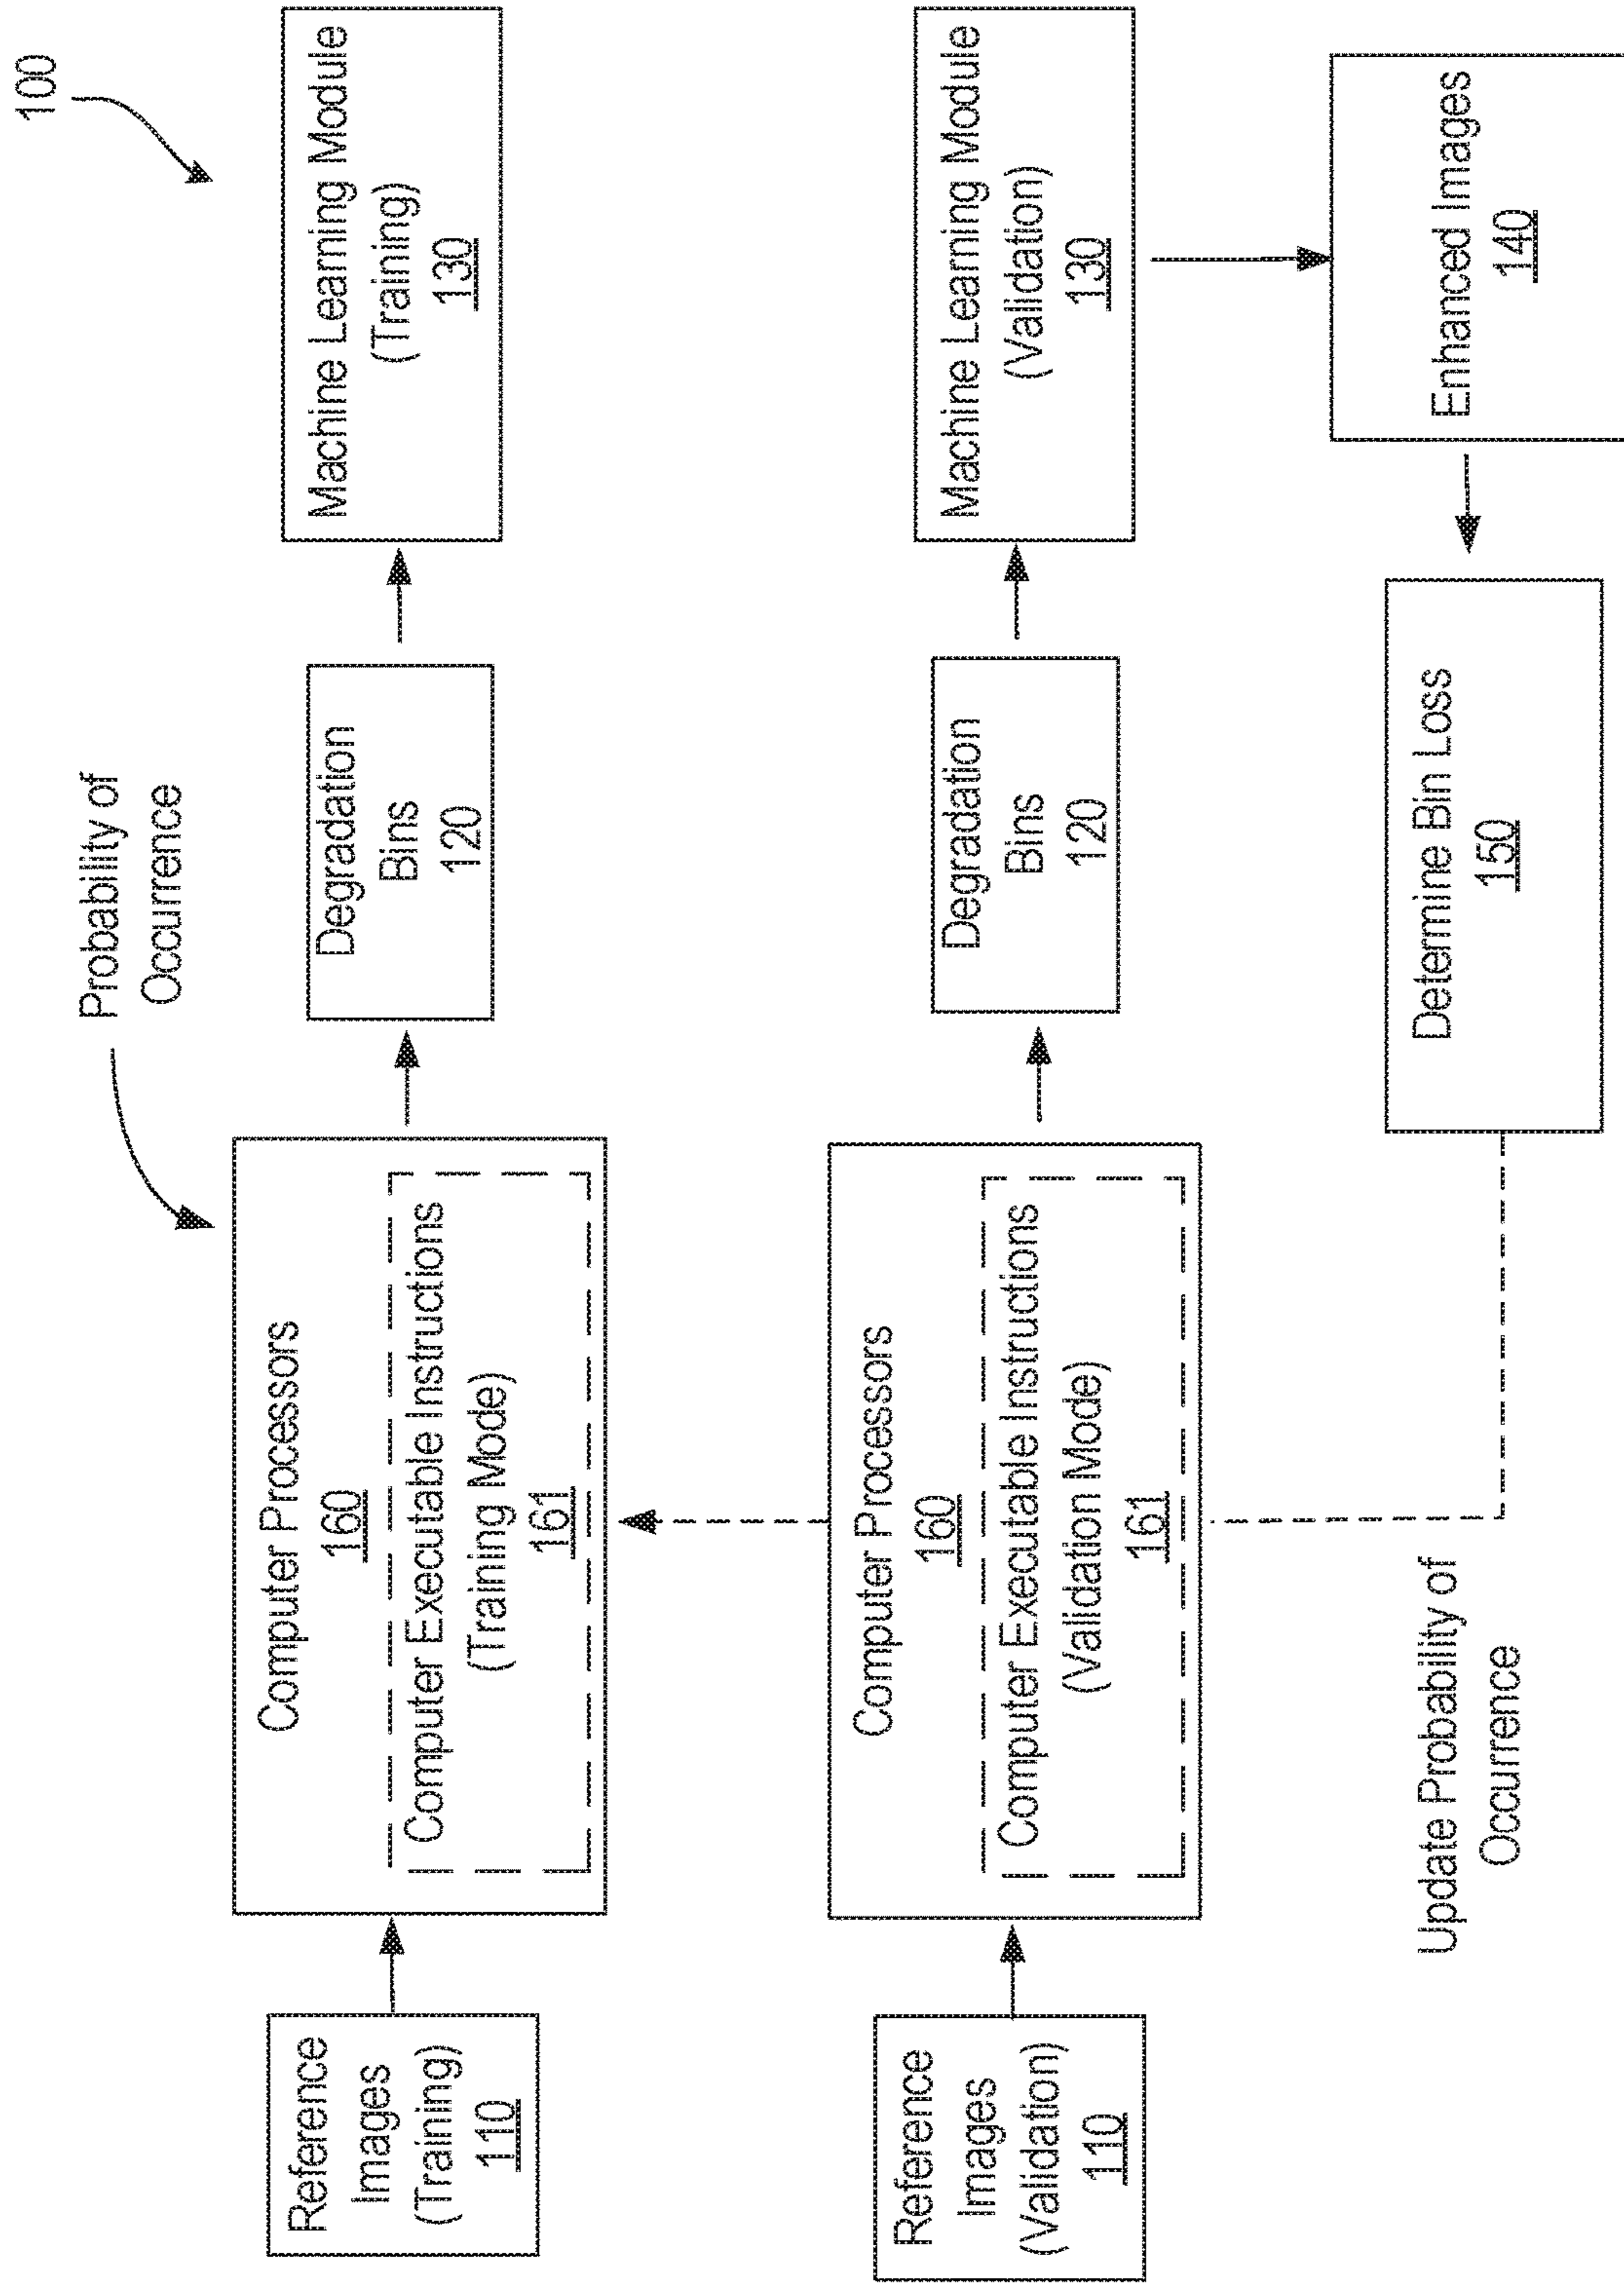 100
Probability of
Occurrence
Reference
Images
(Training)
110
Computer Processors
160
Computer Executable Instructions
(Training Mode)
161
Degradation
Bins
120
Machine Learning Module
(Training)
130
Reference
Images
(Validation)
110
Computer Processors
160
Computer Executable Instructions
(Validation Mode)
161
Degradation
Bins
120
Machine Learning Module
(Validation)
130
Update Probability of
Occurrence
Determine Bin Loss
150
Enhanced Images
140